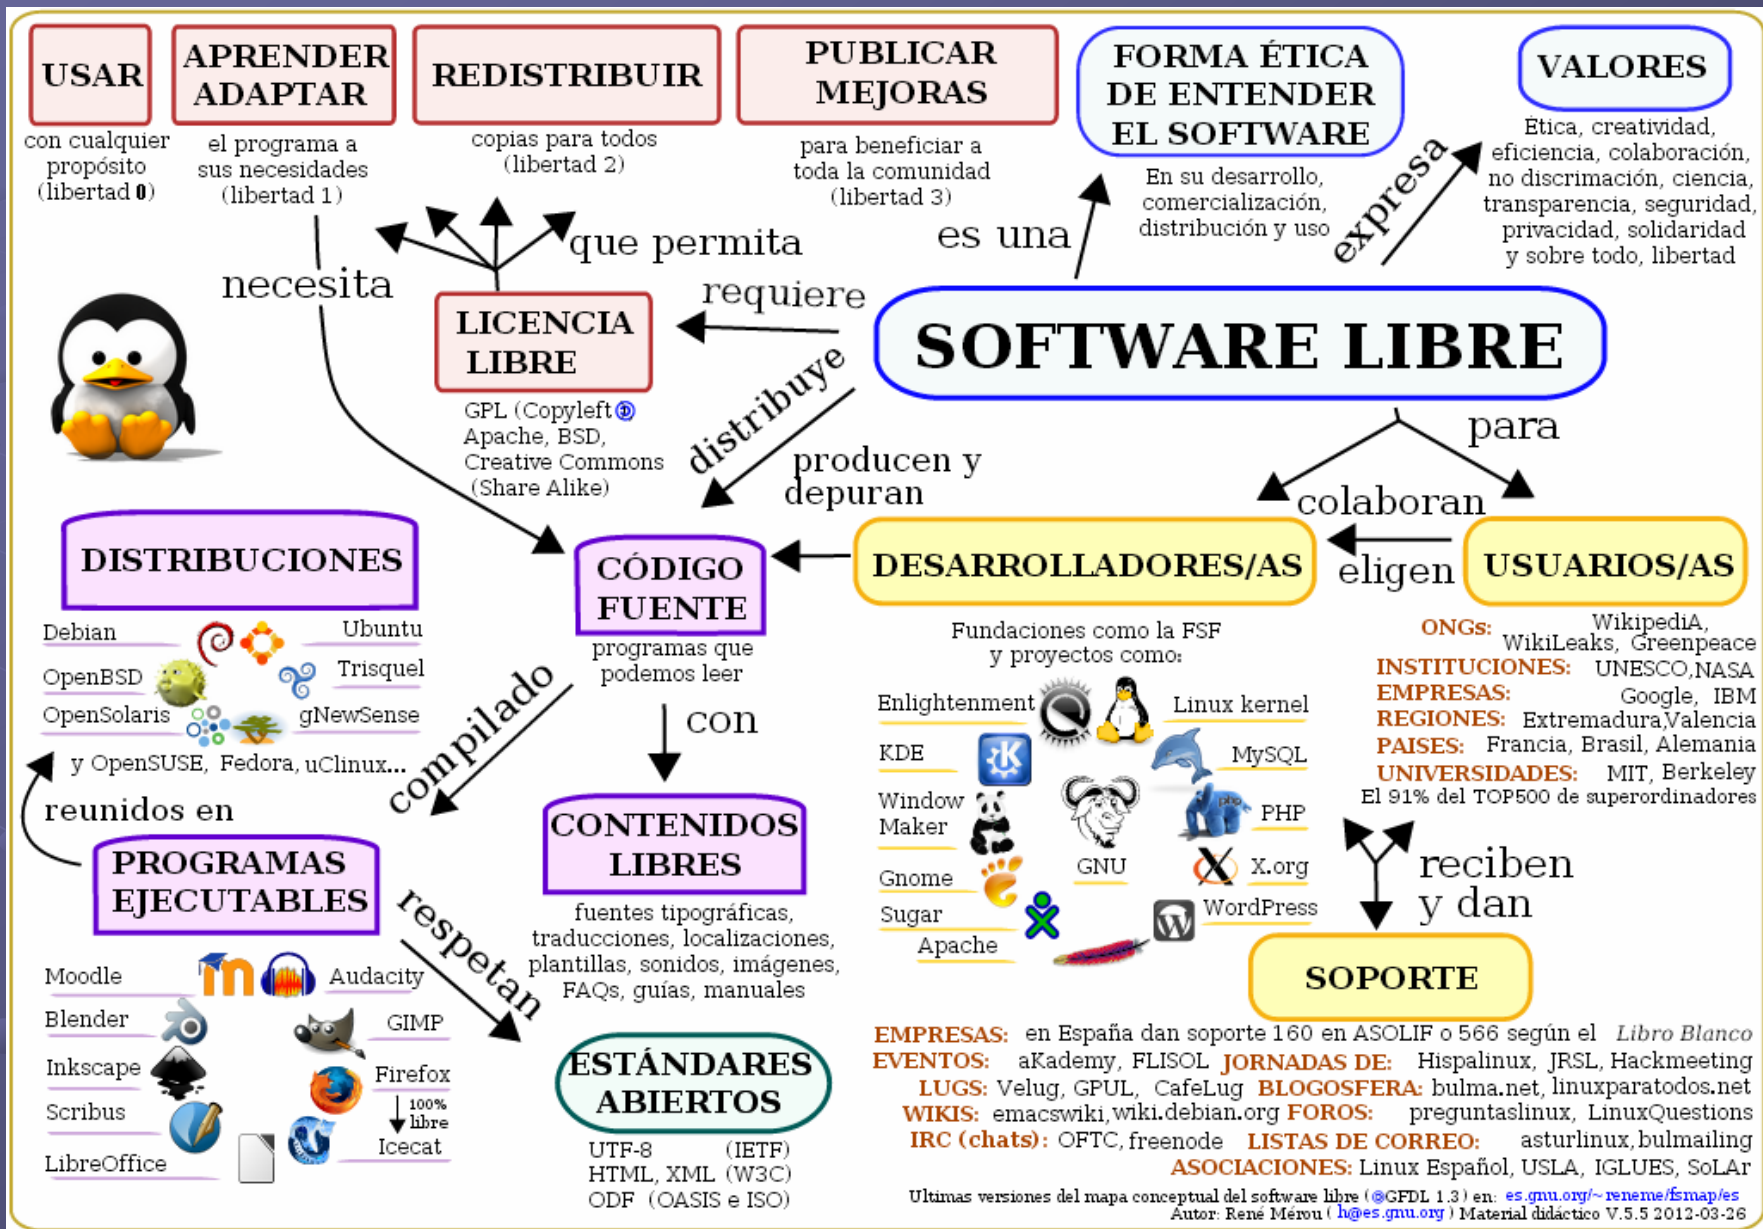 USAR
con cualquier
propósito
(libertad 0)
APRENDER
ADAPTAR
el programa a
sus necesidades
(libertad 1)
REDISTRIBUIR
copias para todos
(libertad 2)
PUBLICAR
MEJORAS
para beneficiar a
toda la comunidad
(libertad 3)
FORMA ÉTICA
DE ENTENDER
EL SOFTWARE
En su desarrollo,
comercialización,
distribución y uso
VALORES
Ética, creatividad,
eficiencia, colaboración,
no discrimación, ciencia,
transparencia, seguridad,
privacidad, solidaridad
y sobre todo, libertad
necesita
que permita
es una
expresa
requiere
LICENCIA
LIBRE
GPL (Copyleft
Apache, BSD,
Creative Commons
(Share Alike)
SOFTWARE LIBRE
distribuye
producen y
depuran
para
colaboran
eligen
DISTRIBUCIONES
Debian
Ubuntu
OpenBSD
Trisquel
OpenSolaris
gNewSense
y OpenSUSE, Fedora, uClinux...
reunidos en
CÓDIGO
FUENTE
programas que
podemos leer
compilado
con
DESARROLLADORES/AS
Fundaciones como la FSF
y proyectos como:
Enlightenment
Linux kernel
KDE
MySQL
Window
Maker
php
PHP
Gnome
GNU
X.org
Sugar
WordPress
Apache
USUARIOS/AS
ONGs: WikipediA,
WikiLeaks, Greenpeace
INSTITUCIONES: UNESCO,NASA
EMPRESAS: Google, IBM
REGIONES: Extremadura,Valencia
PAISES: Francia, Brasil, Alemania
UNIVERSIDADES: MIT, Berkeley
El 91% del TOP500 de superordinadores
reciben
y dan
PROGRAMAS
EJECUTABLES
Moodle
Audacity
Blender
GIMP
Inkscape
Firefox
100%
libre
Scribus
Icecat
LibreOffice
respetan
CONTENIDOS
LIBRES
fuentes tipográficas,
traducciones, localizaciones,
plantillas, sonidos, imágenes,
FAQs, guías, manuales
ESTÁNDARES
ABIERTOS
UTF-8 (IETF)
HTML, XML (W3C)
ODF (OASIS e ISO)
SOPORTE
EMPRESAS: en España dan soporte 160 en ASOLIF o 566 según el Libro Blanco
EVENTOS: aKademy, FLISOL JORNADAS DE: Hispalinux, JRSL, Hackmeeting
LUGS: Velug, GPUL, CafeLug BLOGOSFERA: bulma.net, linuxparatodos.net
WIKIS: emacswiki, wiki.debian.org FOROS: preguntaslinux, LinuxQuestions
IRC (chats): OFTC, freenode LISTAS DE CORREO: asturlinux, bulmailing
ASOCIACIONES: Linux Español, USLA, IGLUES, SoLAr
Ultimas versiones del mapa conceptual del software libre (GFDL 1.3) en: es.gnu.org/~reneme/fsmap/es
Autor: René Mérou ( h@es.gnu.org ) Material didáctico V.5.5 2012-03-26